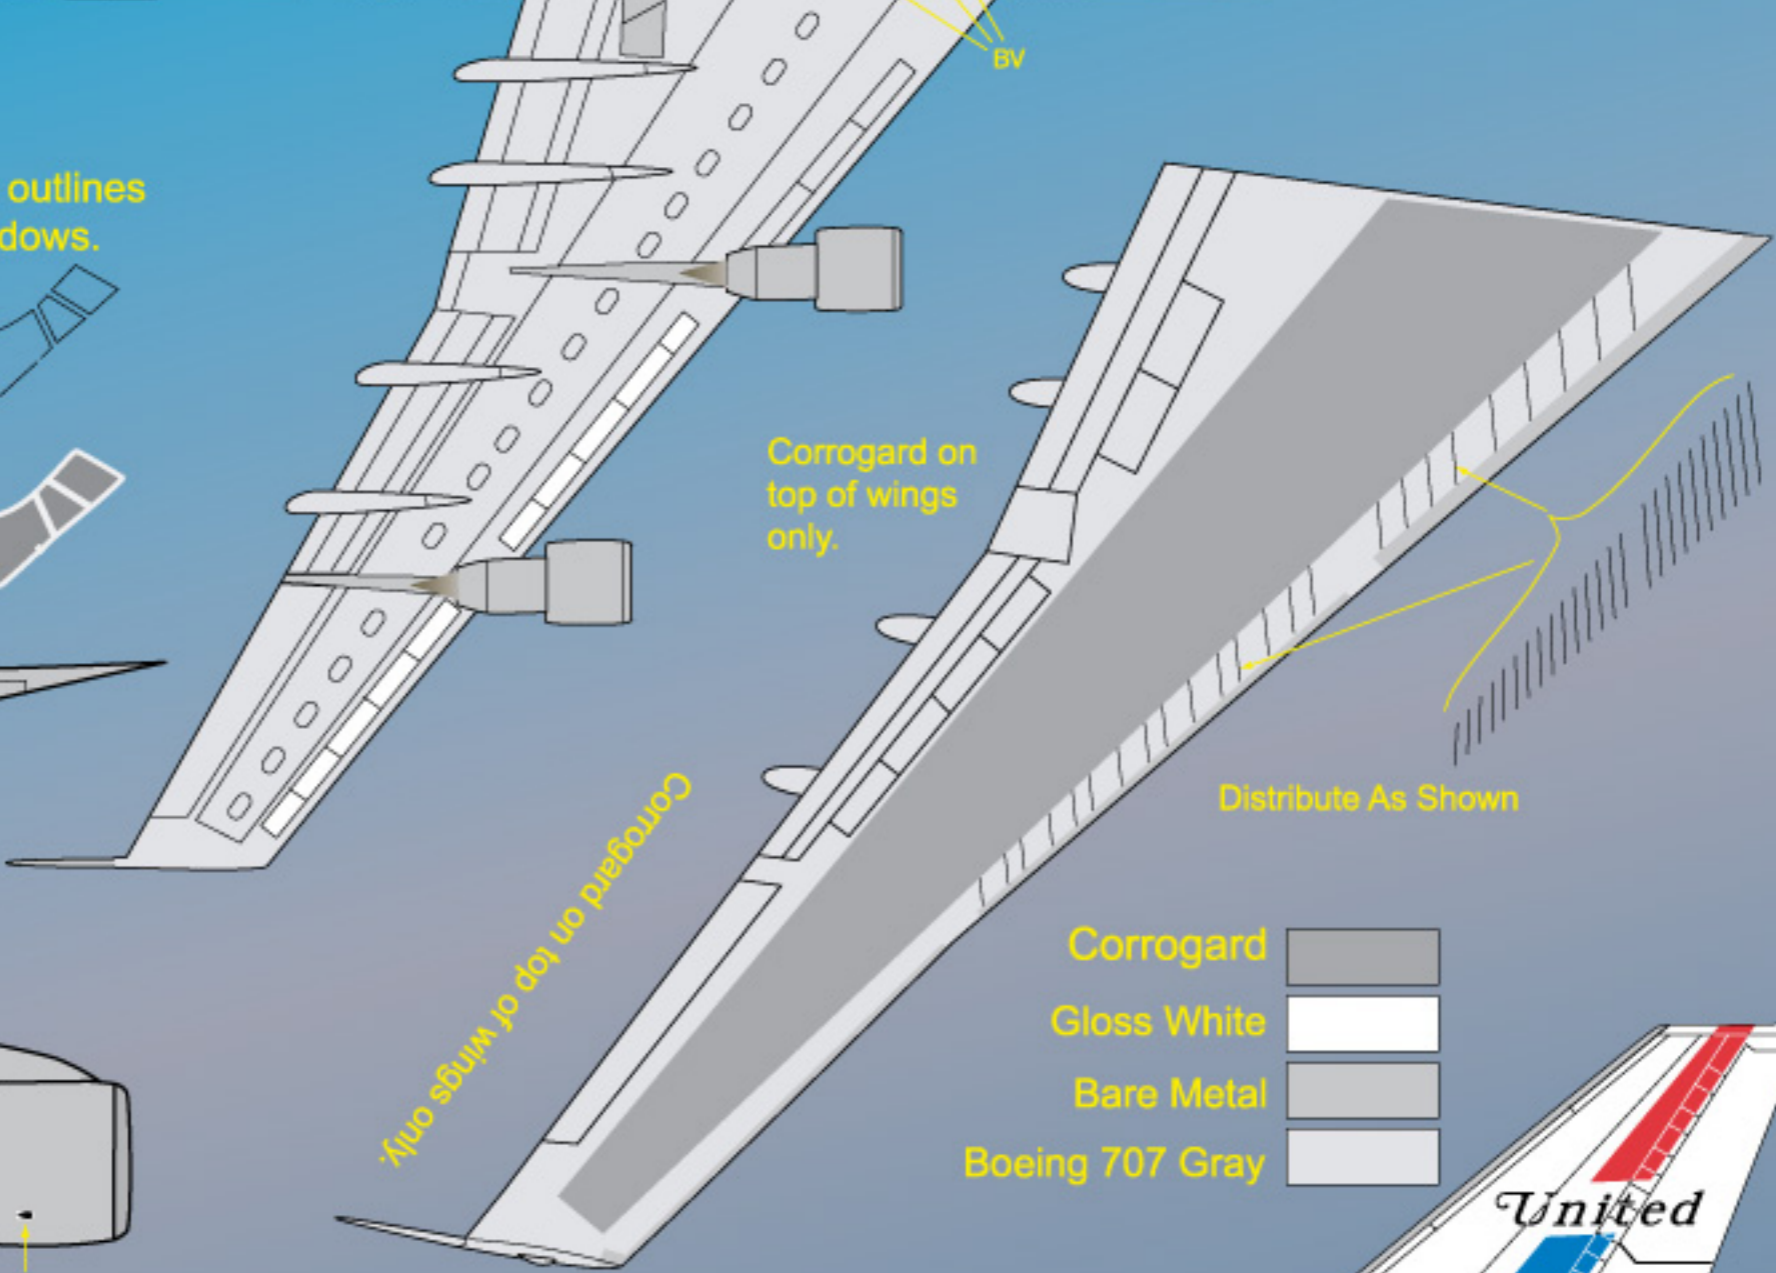 BV
outlines
dows.
Corrogard on
top of wings
only.
Distribute As Shown
Corrogard on top of wings only.
Corrogard
Gloss White
Bare Metal
Boeing 707 Gray
United